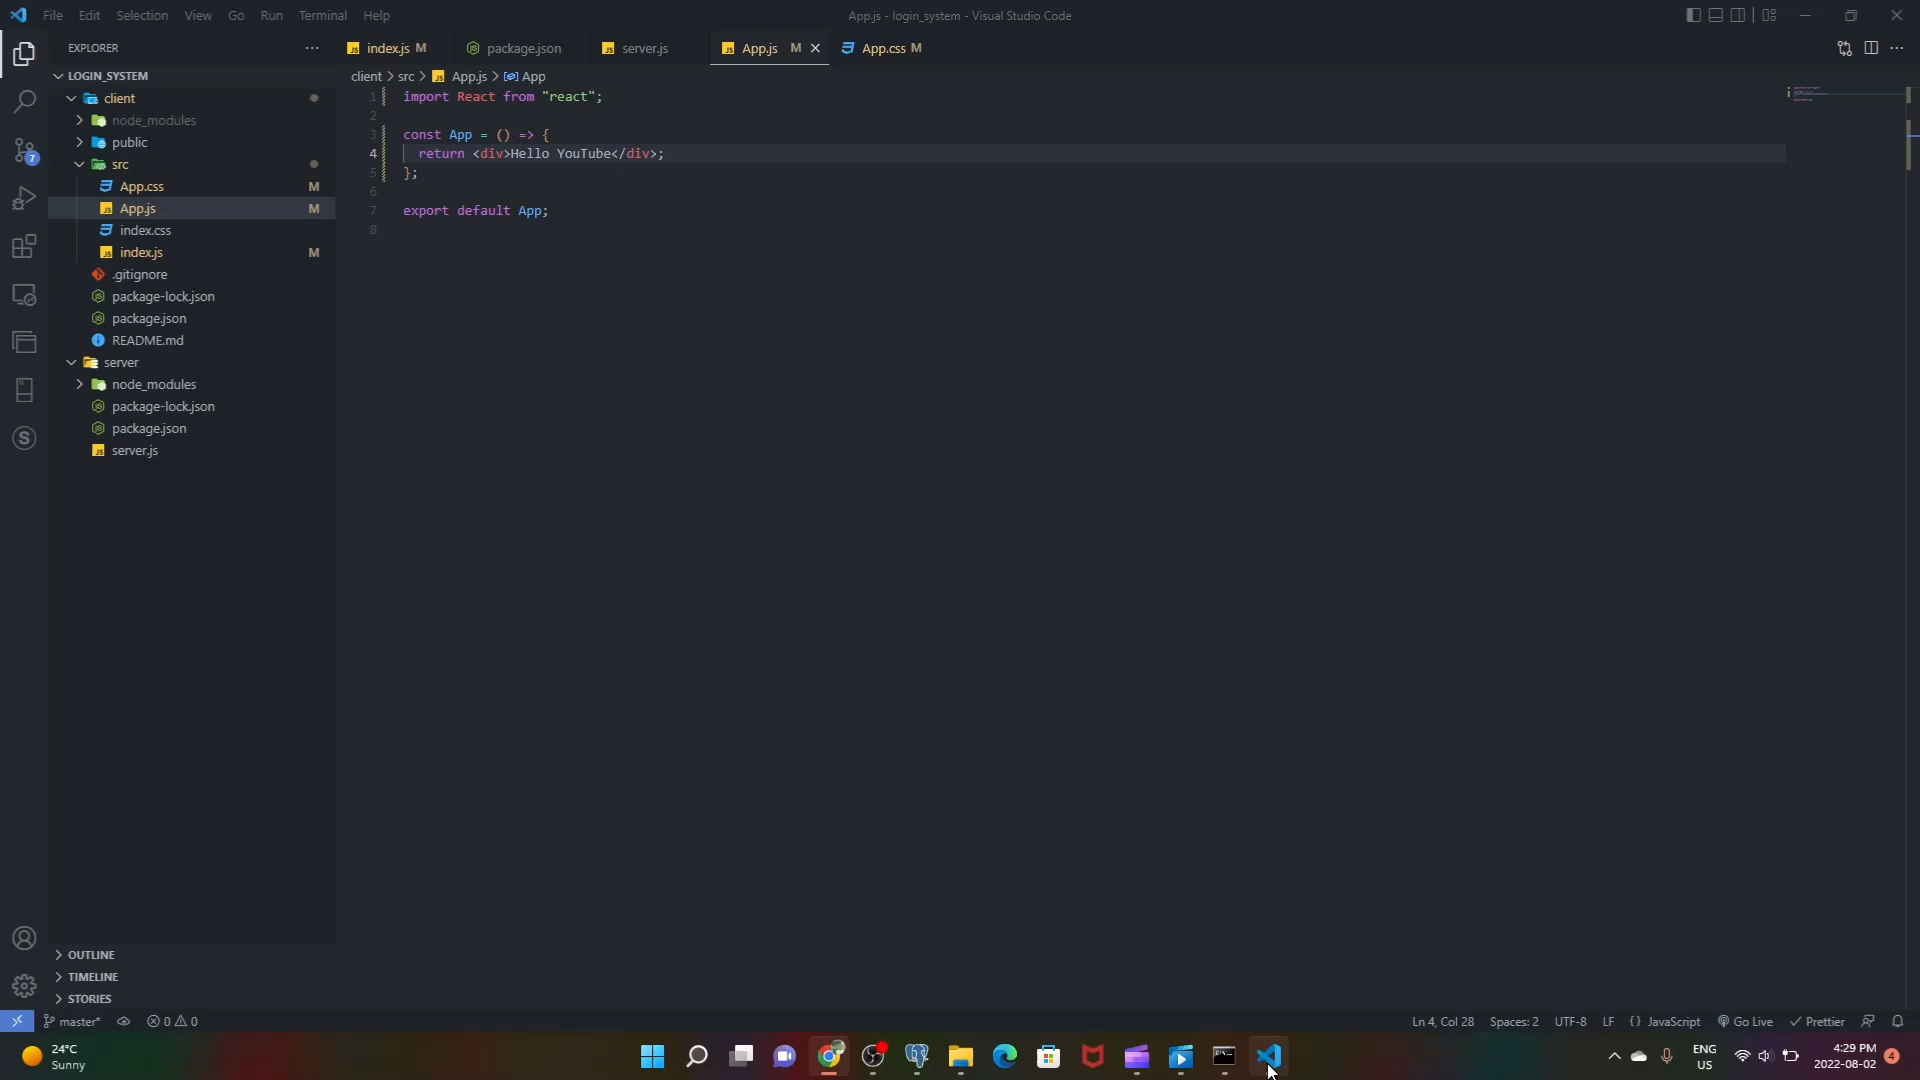 File Edit Selection View Go Run Terminal Help
App.js - login_system - Visual Studio Code
EXPLORER
index.js M
package.json
server.js
App.js M
App.css M
LOGIN_SYSTEM
client
node_modules
public
src
App.css M
App.js M
index.css
index.js M
.gitignore
package-lock.json
package.json
README.md
server
node_modules
package-lock.json
package.json
server.js
client > src > App.js > App
1 import React from "react";
2
3 const App = () => {
4 return <div>Hello YouTube</div>;
5 };
6
7 export default App;
8
7
OUTLINE
TIMELINE
STORIES
master* 0 0
Ln 4, Col 28 Spaces: 2 UTF-8 LF {} JavaScript Go Live Prettier
24°C
Sunny
ENG
US
4:29 PM
2022-08-02
4